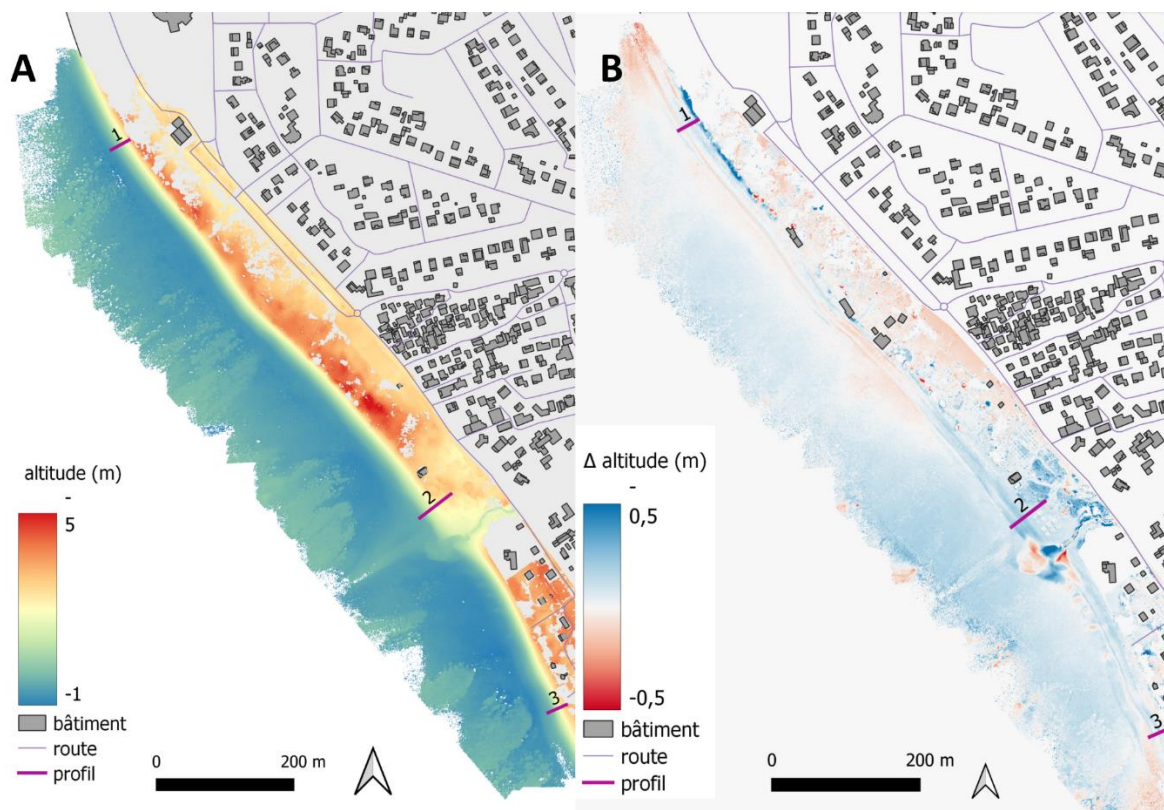 A
1
2
3
altitude (m)
-
5
-1
bâtiment
route
profil
0
200 m
B
1
2
3
Δ altitude (m)
-
0,5
-0,5
bâtiment
route
profil
0
200 m